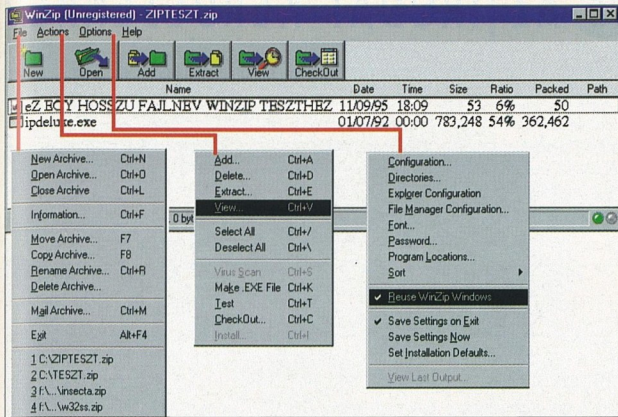 WinZip (Unregistered) - ZIPTESZT.zip
File Actions Options Help
New Open Add Extract View CheckOut
Name Date Time Size Ratio Packed Path
eZ EGY HOSSZU FAJLNEV WINZIP TESZTHEZ 11/09/95 18:09 53 6% 50
ipdeluxe.exe 01/07/92 00:00 783,248 54% 362,462
New Archive... Ctrl+N
Open Archive... Ctrl+O
Close Archive Ctrl+L
Information... Ctrl+F
Move Archive... F7
Copy Archive... F8
Rename Archive... Ctrl+R
Delete Archive...
Mail Archive... Ctrl+M
Exit Alt+F4
1 C:\ZIPTESZT.zip
2 C:\TESZT.zip
3 f:\...\insecta.zip
4 f:\...\w32ss.zip
0 byt
Add... Ctrl+A
Delete... Ctrl+D
Extract... Ctrl+E
View... Ctrl+V
Select All Ctrl+/
Deselect All Ctrl+\
Virus Scan Ctrl+S
Make .EXE File Ctrl+K
Test Ctrl+T
CheckOut... Ctrl+C
Install... Ctrl+I
Configuration...
Directories...
Explorer Configuration
File Manager Configuration...
Font...
Password...
Program Locations...
Sort
Reuse WinZip Windows
Save Settings on Exit
Save Settings Now
Set Installation Defaults...
View Last Output...